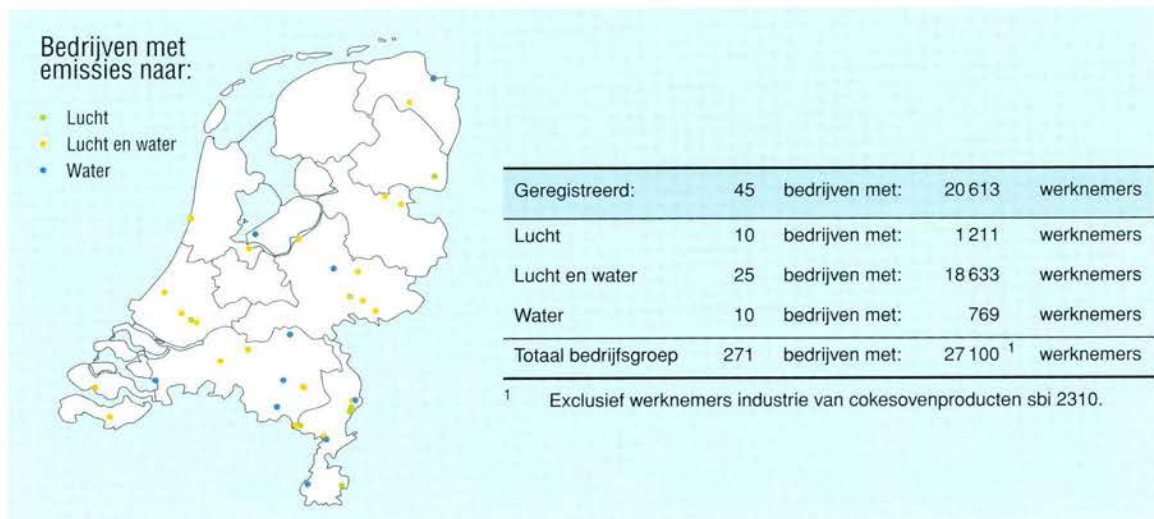 Bedrijven met
emissies naar:
Lucht
Lucht en water
Water
Geregistreerd: 45 bedrijven met: 20 613 werknemers
Lucht 10 bedrijven met: 1 211 werknemers
Lucht en water 25 bedrijven met: 18 633 werknemers
Water 10 bedrijven met: 769 werknemers
Totaal bedrijfsgroep 271 bedrijven met: 27 100 ¹ werknemers
¹ Exclusief werknemers industrie van cokesovenproducten sbi 2310.